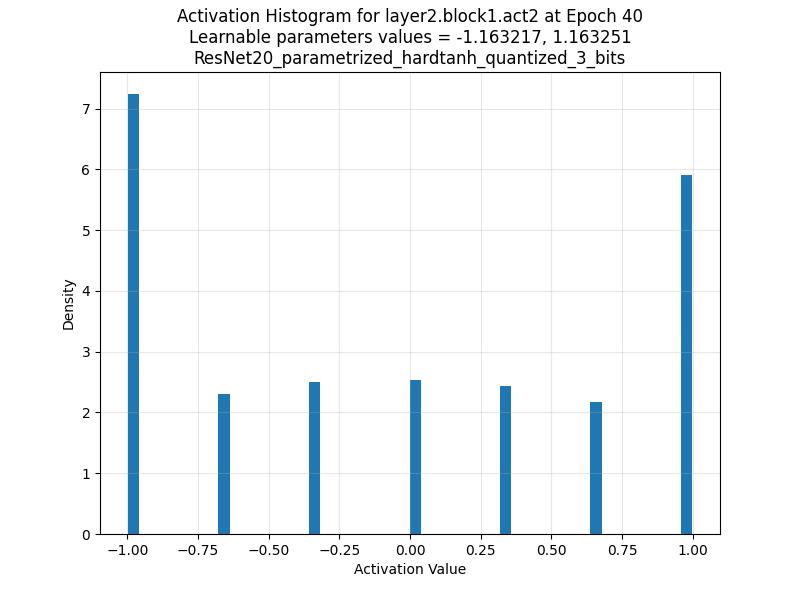 Activation Histogram for layer2.block1.act2 at Epoch 40
Learnable parameters values = -1.163217, 1.163251
ResNet20_parametrized_hardtanh_quantized_3_bits
7
6
5
4
3
2
1
0
Density
−1.00 −0.75 −0.50 −0.25 0.00 0.25 0.50 0.75 1.00
Activation Value